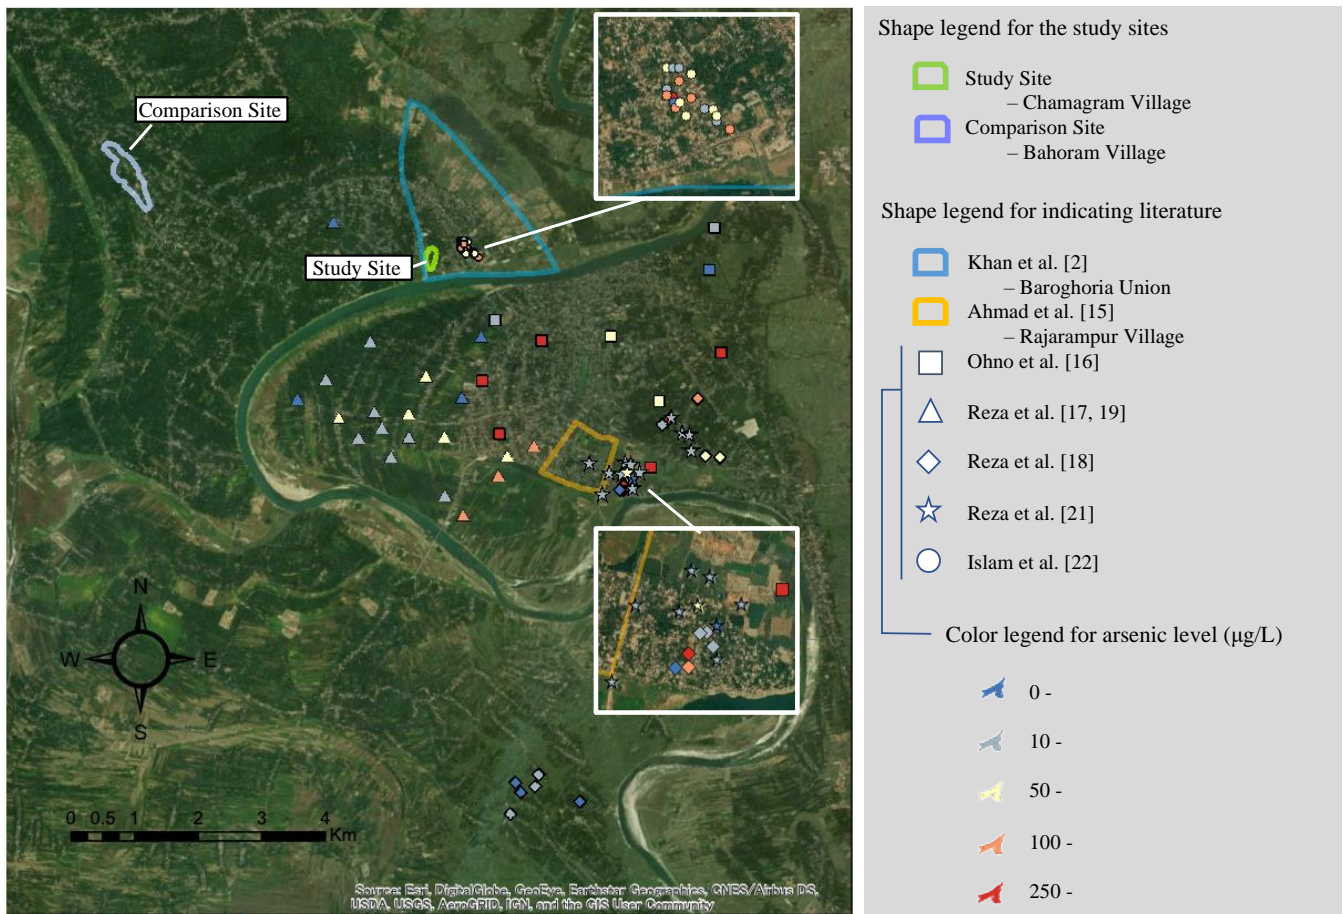 Comparison Site
Study Site
N
W
E
S
0 0.5 1 2 3 4
Km
Source: Esri, DigitalGlobe, GeoEye, Earthstar Geographics, CNES/Airbus DS,
USDA, USGS, AeroGRID, IGN, and the GIS User Community
Shape legend for the study sites
Study Site
– Chamagram Village
Comparison Site
– Bahoram Village
Shape legend for indicating literature
Khan et al. [2]
– Baroghoria Union
Ahmad et al. [15]
– Rajarampur Village
Ohno et al. [16]
Reza et al. [17, 19]
Reza et al. [18]
Reza et al. [21]
Islam et al. [22]
Color legend for arsenic level (μg/L)
0 -
10 -
50 -
100 -
250 -